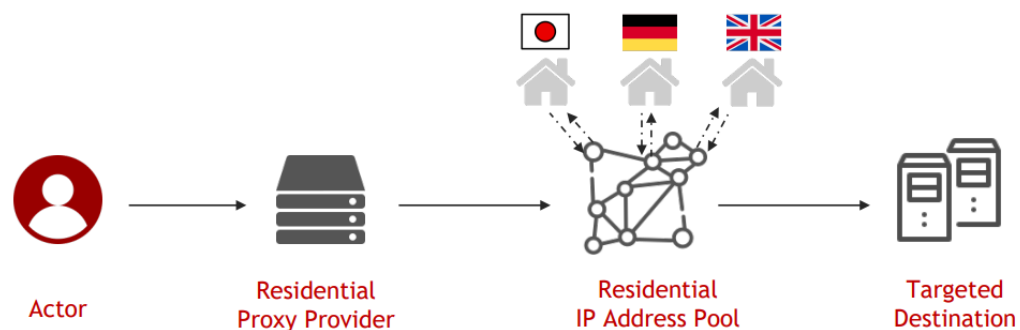 Actor
Residential
Proxy Provider
Residential
IP Address Pool
Targeted
Destination